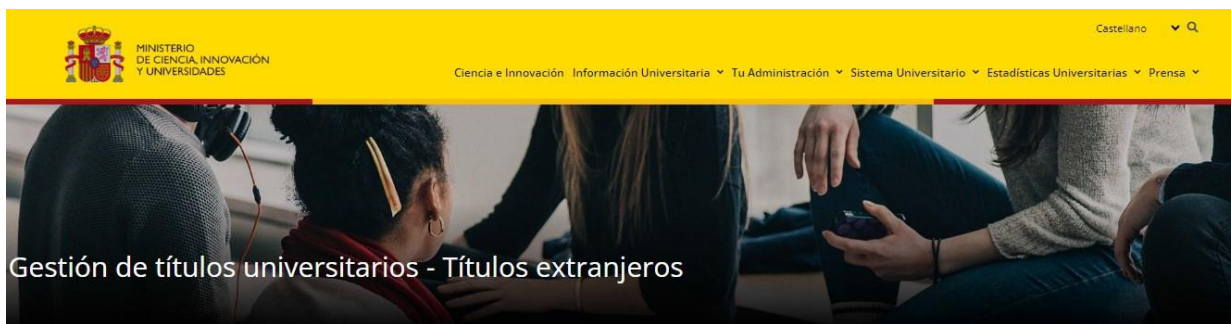 Castellano
MINISTERIO
DE CIENCIA, INNOVACIÓN
Y UNIVERSIDADES
Ciencia e Innovación Información Universitaria Tu Administración Sistema Universitario Estadísticas Universitarias Prensa
Gestión de títulos universitarios - Títulos extranjeros